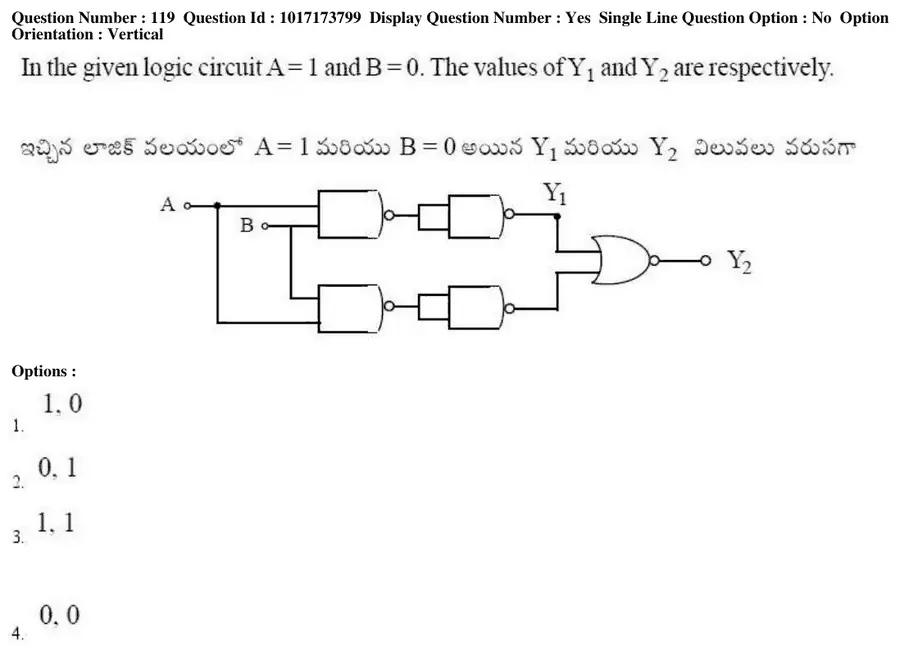 Question Number : 119 Question Id : 1017173799 Display Question Number : Yes Single Line Question Option : No Option
Orientation : Vertical
In the given logic circuit A = 1 and B = 0. The values of Y₁ and Y₂ are respectively.
ఇచ్చిన లాజిక్ వలయంలో A = 1 మరియు B = 0 అయిన Y₁ మరియు Y₂ విలువలు వరుసగా
Y₁
A
B
Y₂
Options :
1. 1, 0
2. 0, 1
3. 1, 1
4. 0, 0